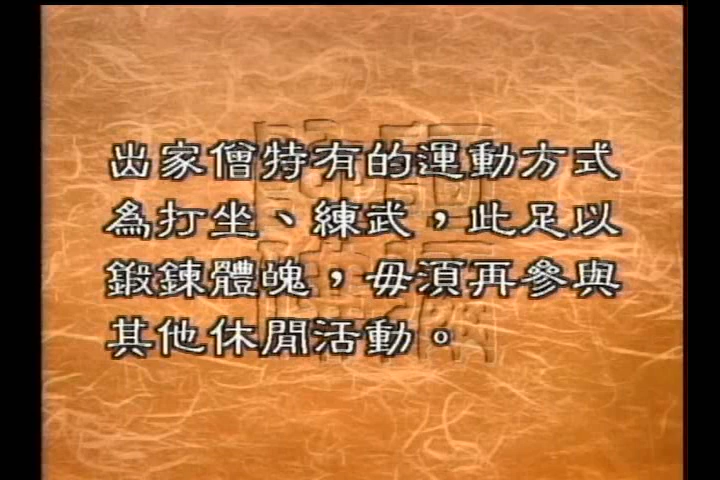 出家僧特有的運動方式
為打坐、練武，此足以
鍛鍊體魄，毋須再參與
其他休閒活動。